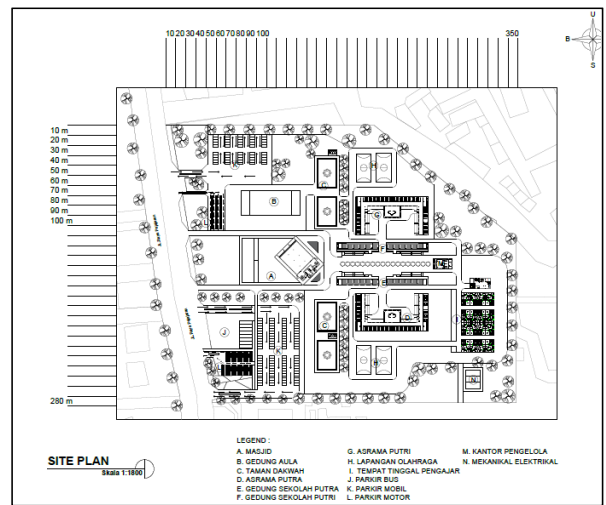 U
10 20 30 40 50 60 70 80 90 100 350
B
S
10 m
20 m
30 m
40 m
50 m
60 m
70 m
80 m
90 m
100 m
K
H
C
B
G
L
F
A
E
C
D
J
K
L
N
280 m
SITE PLAN
Skala 1:1800
LEGEND :
A. MASJID
B. GEDUNG AULA
C. TAMAN DAKWAH
D. ASRAMA PUTRA
E. GEDUNG SEKOLAH PUTRA
F. GEDUNG SEKOLAH PUTRI
G. ASRAMA PUTRI
H. LAPANGAN OLAHRAGA
I. TEMPAT TINGGAL PENGAJAR
J. PARKIR BUS
K. PARKIR MOBIL
L. PARKIR MOTOR
M. KANTOR PENGELOLA
N. MEKANIKAL ELEKTRIKAL